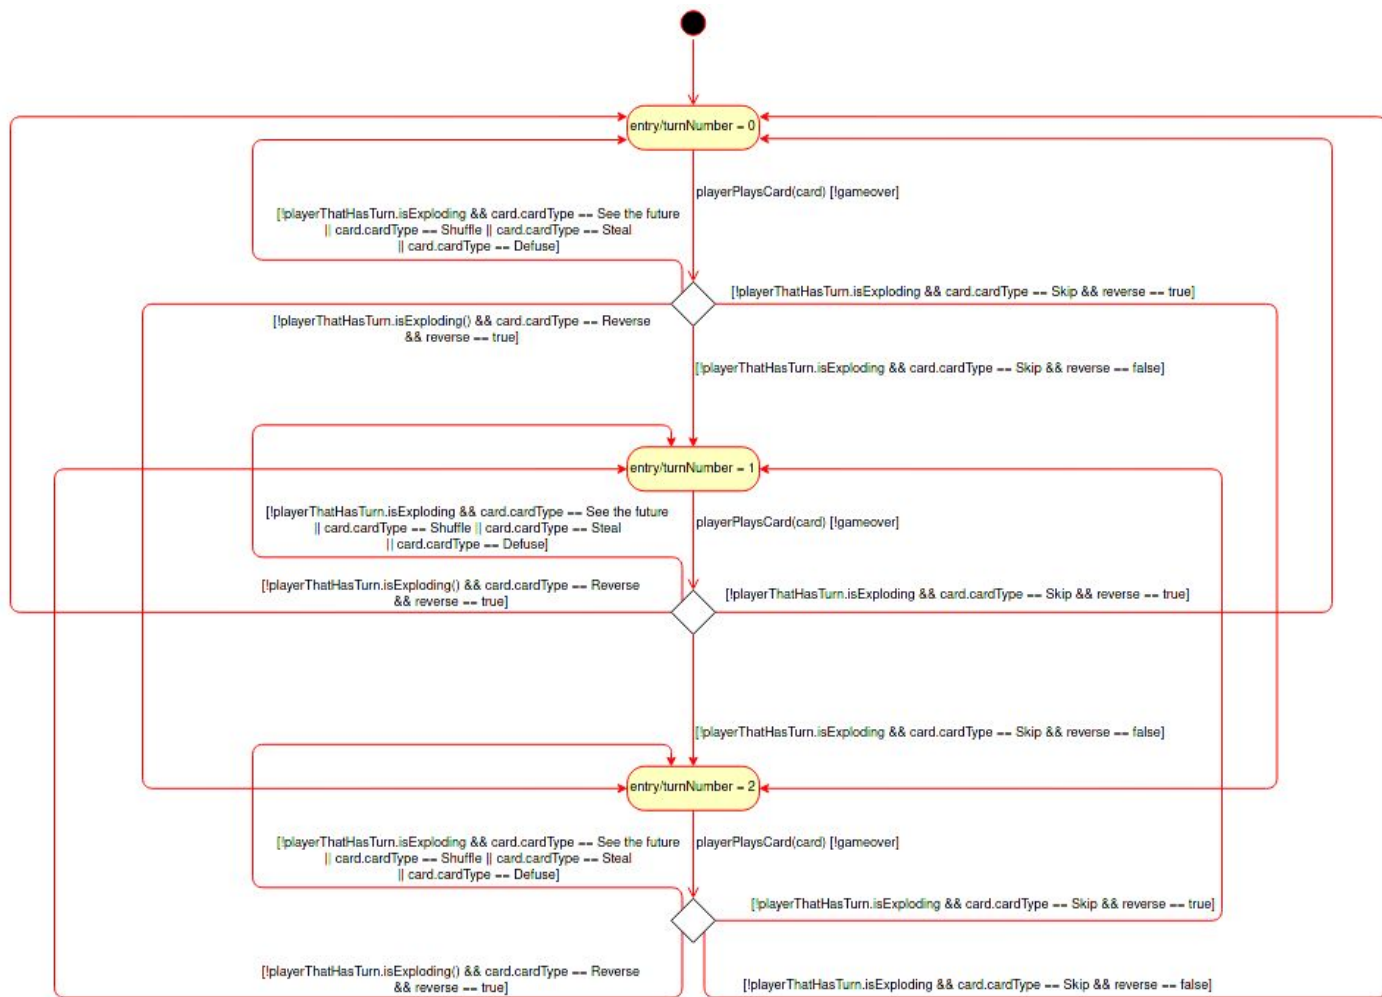 entry/turnNumber = 0
playerPlaysCard(card) [!gameover]
[!playerThatHasTurn.isExploding && card.cardType == See the future
|| card.cardType == Shuffle || card.cardType == Steal
|| card.cardType == Defuse]
[!playerThatHasTurn.isExploding && card.cardType == Skip && reverse == true]
[!playerThatHasTurn.isExploding() && card.cardType == Reverse
&& reverse == true]
[!playerThatHasTurn.isExploding && card.cardType == Skip && reverse == false]
entry/turnNumber = 1
[!playerThatHasTurn.isExploding && card.cardType == See the future
|| card.cardType == Shuffle || card.cardType == Steal
|| card.cardType == Defuse]
playerPlaysCard(card) [!gameover]
[!playerThatHasTurn.isExploding() && card.cardType == Reverse
&& reverse == true]
[!playerThatHasTurn.isExploding && card.cardType == Skip && reverse == true]
[!playerThatHasTurn.isExploding && card.cardType == Skip && reverse == false]
entry/turnNumber = 2
[!playerThatHasTurn.isExploding && card.cardType == See the future
|| card.cardType == Shuffle || card.cardType == Steal
|| card.cardType == Defuse]
playerPlaysCard(card) [!gameover]
[!playerThatHasTurn.isExploding && card.cardType == Skip && reverse == true]
[!playerThatHasTurn.isExploding() && card.cardType == Reverse
&& reverse == true]
[!playerThatHasTurn.isExploding && card.cardType == Skip && reverse == false]